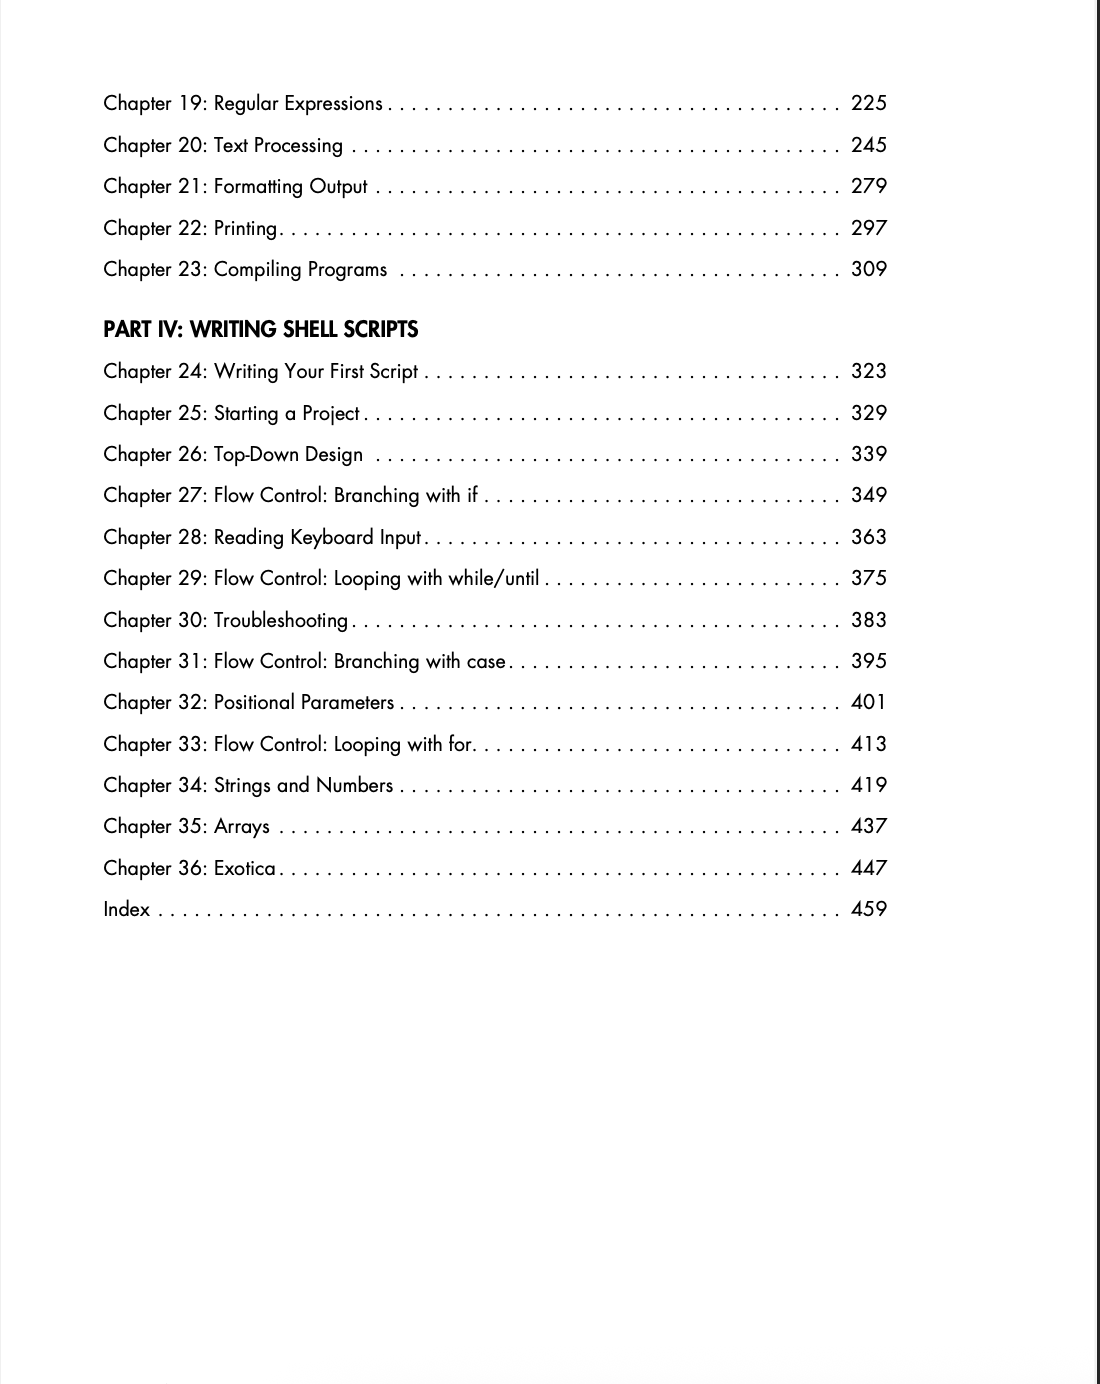 Chapter 19: Regular Expressions . . . . . . . . . . . . . . . . . . . . . . . . . . . . . . . . . . . . . . 225
Chapter 20: Text Processing . . . . . . . . . . . . . . . . . . . . . . . . . . . . . . . . . . . . . . . . . 245
Chapter 21: Formatting Output . . . . . . . . . . . . . . . . . . . . . . . . . . . . . . . . . . . . . . . 279
Chapter 22: Printing. . . . . . . . . . . . . . . . . . . . . . . . . . . . . . . . . . . . . . . . . . . . . . . 297
Chapter 23: Compiling Programs . . . . . . . . . . . . . . . . . . . . . . . . . . . . . . . . . . . . . 309
PART IV: WRITING SHELL SCRIPTS
Chapter 24: Writing Your First Script . . . . . . . . . . . . . . . . . . . . . . . . . . . . . . . . . . . 323
Chapter 25: Starting a Project . . . . . . . . . . . . . . . . . . . . . . . . . . . . . . . . . . . . . . . . 329
Chapter 26: Top-Down Design . . . . . . . . . . . . . . . . . . . . . . . . . . . . . . . . . . . . . . . 339
Chapter 27: Flow Control: Branching with if . . . . . . . . . . . . . . . . . . . . . . . . . . . . . . 349
Chapter 28: Reading Keyboard Input. . . . . . . . . . . . . . . . . . . . . . . . . . . . . . . . . . . 363
Chapter 29: Flow Control: Looping with while/until . . . . . . . . . . . . . . . . . . . . . . . . . 375
Chapter 30: Troubleshooting. . . . . . . . . . . . . . . . . . . . . . . . . . . . . . . . . . . . . . . . . 383
Chapter 31: Flow Control: Branching with case. . . . . . . . . . . . . . . . . . . . . . . . . . . . 395
Chapter 32: Positional Parameters . . . . . . . . . . . . . . . . . . . . . . . . . . . . . . . . . . . . . 401
Chapter 33: Flow Control: Looping with for. . . . . . . . . . . . . . . . . . . . . . . . . . . . . . . 413
Chapter 34: Strings and Numbers . . . . . . . . . . . . . . . . . . . . . . . . . . . . . . . . . . . . . 419
Chapter 35: Arrays . . . . . . . . . . . . . . . . . . . . . . . . . . . . . . . . . . . . . . . . . . . . . . . 437
Chapter 36: Exotica. . . . . . . . . . . . . . . . . . . . . . . . . . . . . . . . . . . . . . . . . . . . . . . 447
Index . . . . . . . . . . . . . . . . . . . . . . . . . . . . . . . . . . . . . . . . . . . . . . . . . . . . . . . . . 459